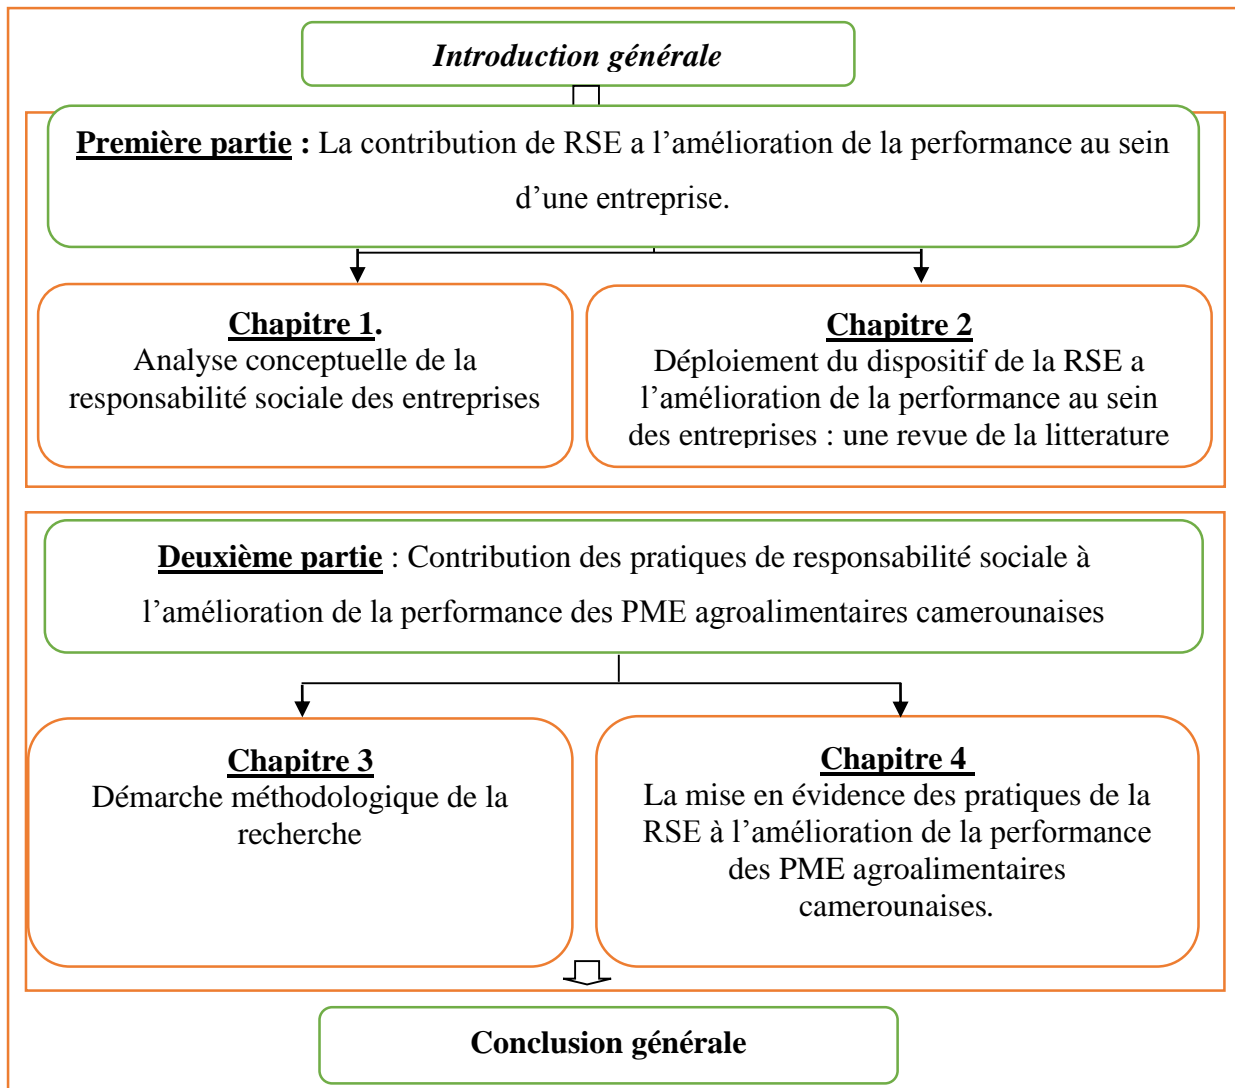 Introduction générale
Première partie : La contribution de RSE a l’amélioration de la performance au sein
d’une entreprise.
Chapitre 1.
Analyse conceptuelle de la
responsabilité sociale des entreprises
Chapitre 2
Déploiement du dispositif de la RSE a
l’amélioration de la performance au sein
des entreprises : une revue de la litterature
Deuxième partie : Contribution des pratiques de responsabilité sociale à
l’amélioration de la performance des PME agroalimentaires camerounaises
Chapitre 3
Démarche méthodologique de la
recherche
Chapitre 4
La mise en évidence des pratiques de la
RSE à l’amélioration de la performance
des PME agroalimentaires
camerounaises.
Conclusion générale